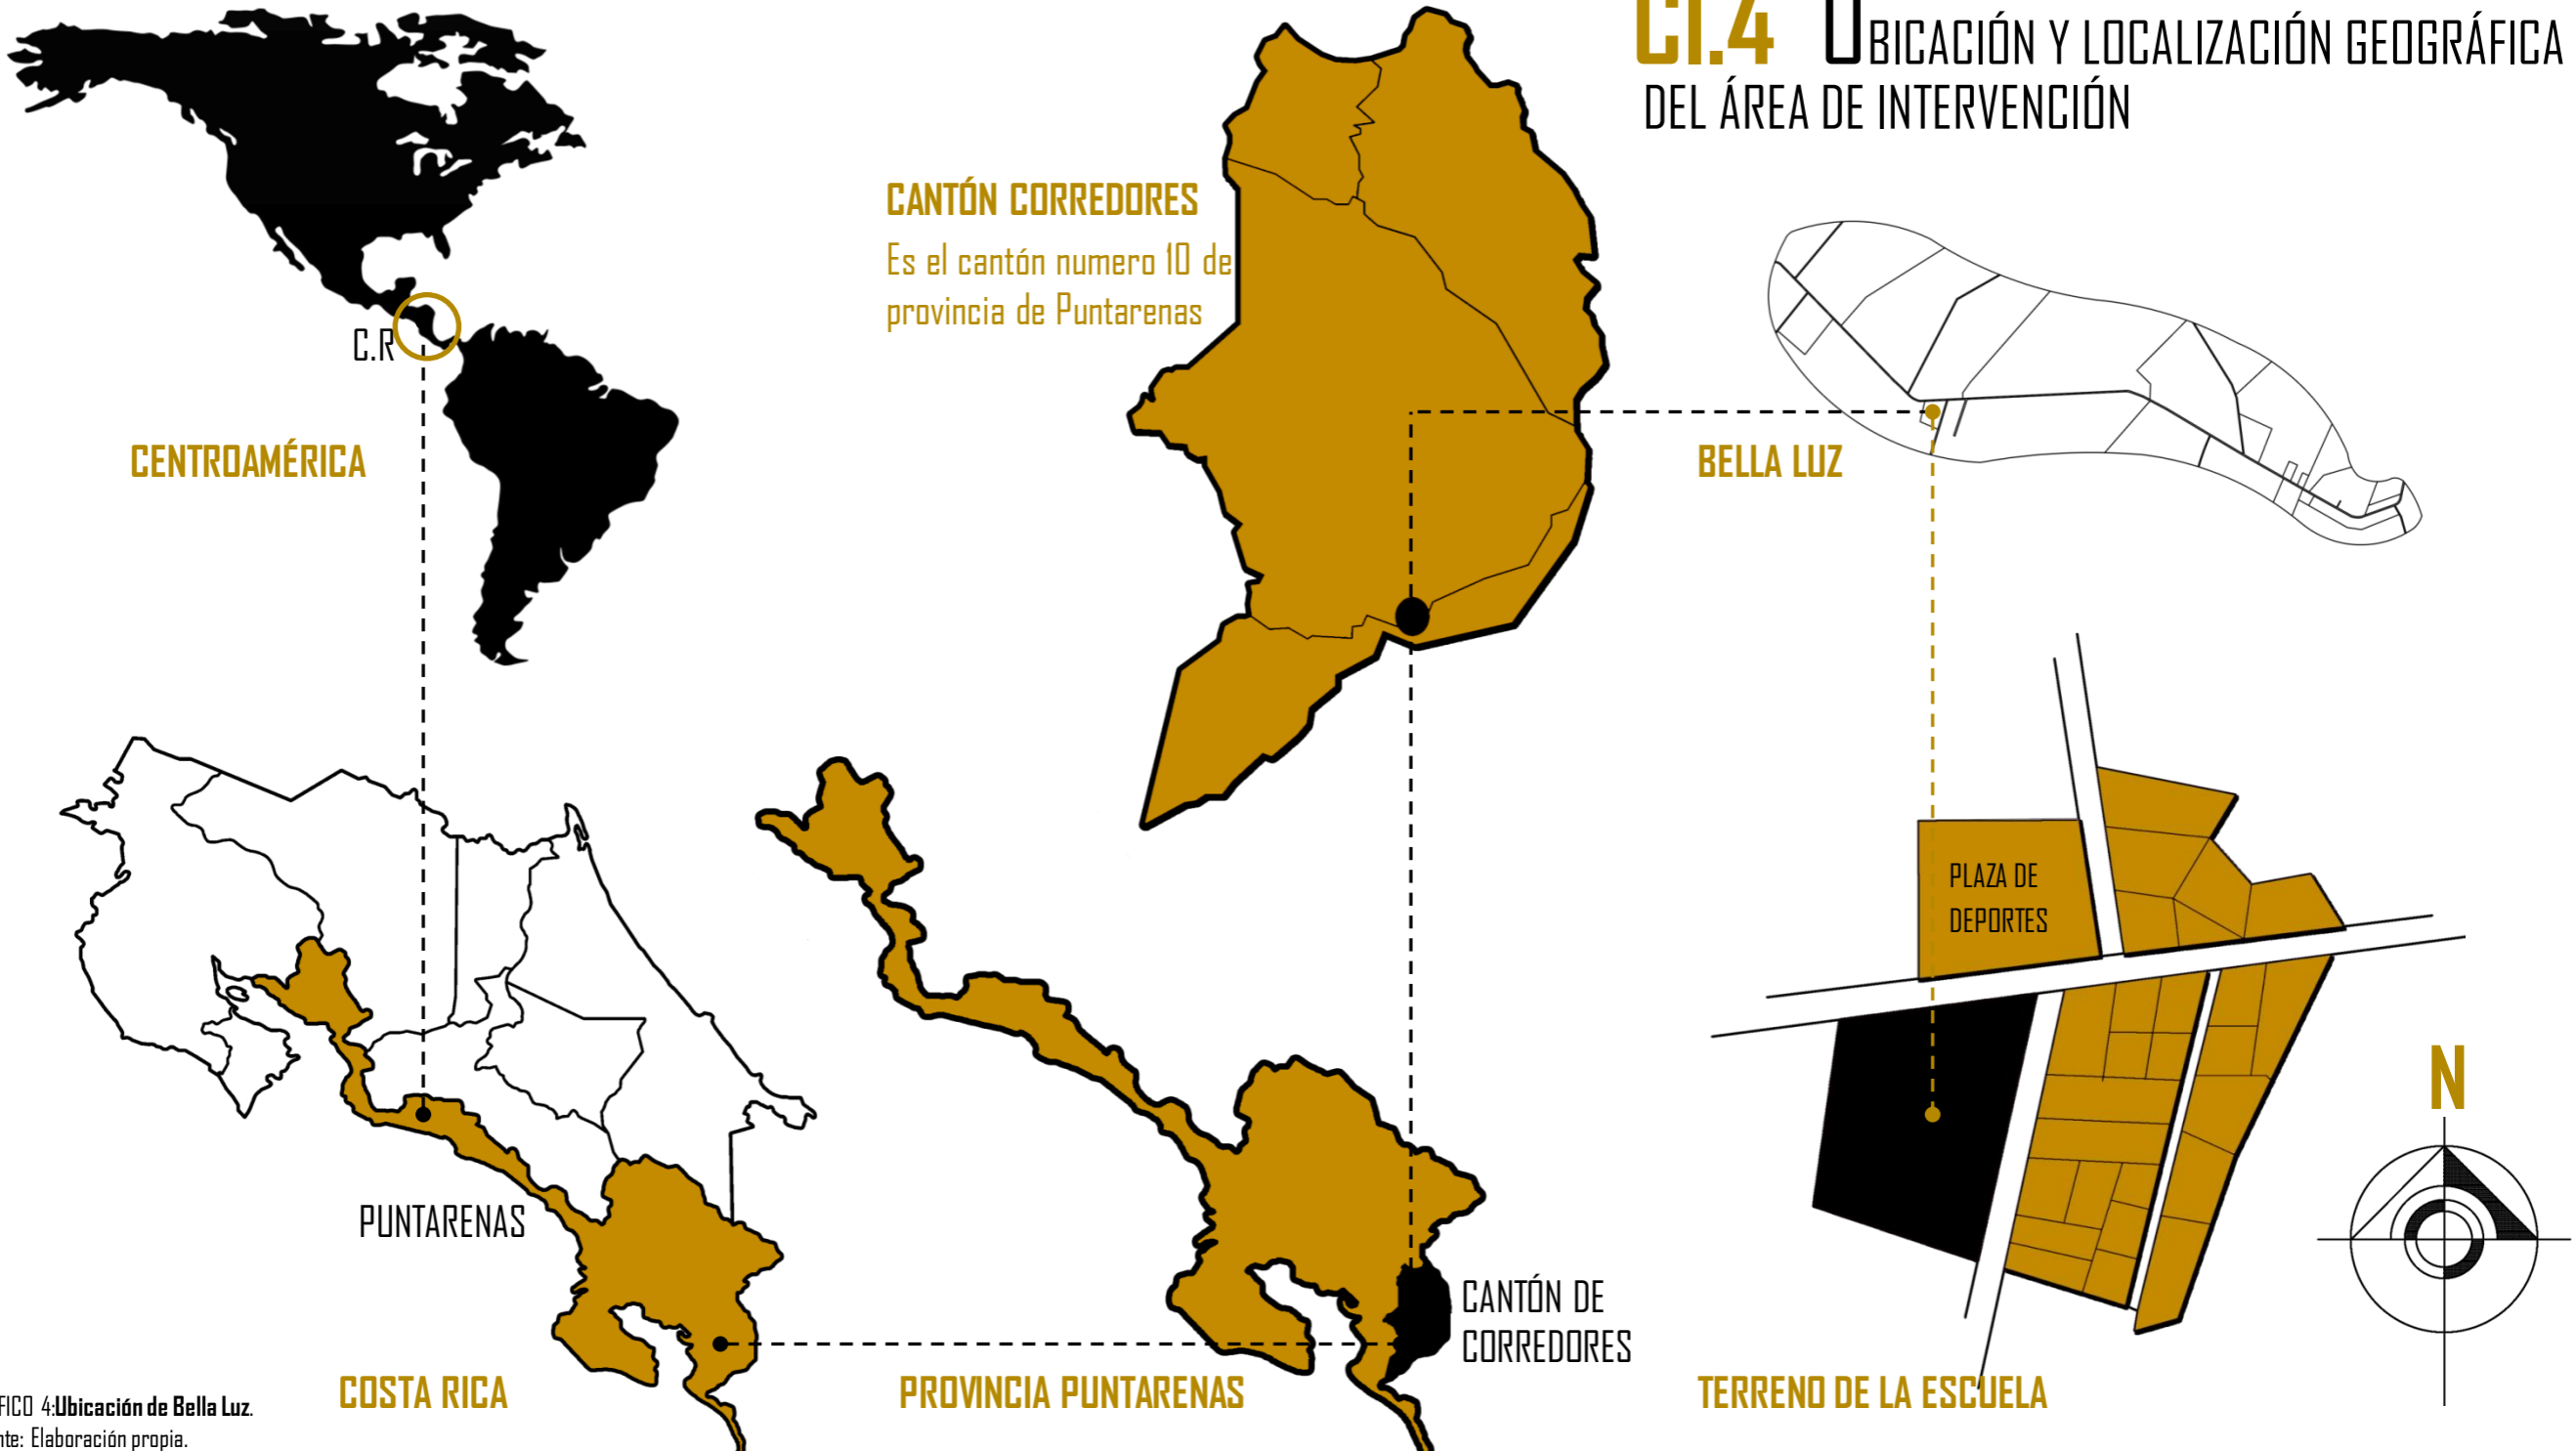 CI.4 UBICACIÓN Y LOCALIZACIÓN GEOGRÁFICA
DEL ÁREA DE INTERVENCIÓN
CANTÓN CORREDORES
Es el cantón numero 10 de
provincia de Puntarenas
C.R
CENTROAMÉRICA
BELLA LUZ
PLAZA DE
DEPORTES
N
PUNTARENAS
CANTÓN DE
CORREDORES
COSTA RICA
PROVINCIA PUNTARENAS
TERRENO DE LA ESCUELA
FICO 4:Ubicación de Bella Luz.
nte: Elaboración propia.